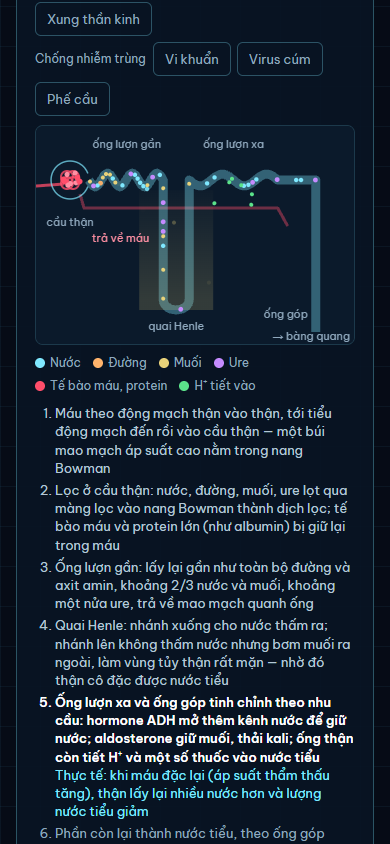 Xung thần kinh
Chống nhiễm trùng
Vi khuẩn
Virus cúm
Phế cầu
ống lượn gần
ống lượn xa
cầu thận
trả về máu
quai Henle
ống góp
→ bàng quang
Nước
Đường
Muối
Ure
Tế bào máu, protein
H⁺ tiết vào
1. Máu theo động mạch thận vào thận, tới tiểu
động mạch đến rồi vào cầu thận — một búi
mao mạch áp suất cao nằm trong nang
Bowman
2. Lọc ở cầu thận: nước, đường, muối, ure lọt qua
màng lọc vào nang Bowman thành dịch lọc; tế
bào máu và protein lớn (như albumin) bị giữ lại
trong máu
3. Ống lượn gần: lấy lại gần như toàn bộ đường và
axit amin, khoảng 2/3 nước và muối, khoảng
một nửa ure, trả về mao mạch quanh ống
4. Quai Henle: nhánh xuống cho nước thấm ra;
nhánh lên không thấm nước nhưng bơm muối ra
ngoài, làm vùng tủy thận rất mặn — nhờ đó
thận cô đặc được nước tiểu
5. Ống lượn xa và ống góp tinh chỉnh theo nhu
cầu: hormone ADH mở thêm kênh nước để giữ
nước; aldosterone giữ muối, thải kali; ống thận
còn tiết H⁺ và một số thuốc vào nước tiểu
Thực tế: khi máu đặc lại (áp suất thẩm thấu
tăng), thận lấy lại nhiều nước hơn và lượng
nước tiểu giảm
6. Phần còn lại thành nước tiểu, theo ống góp